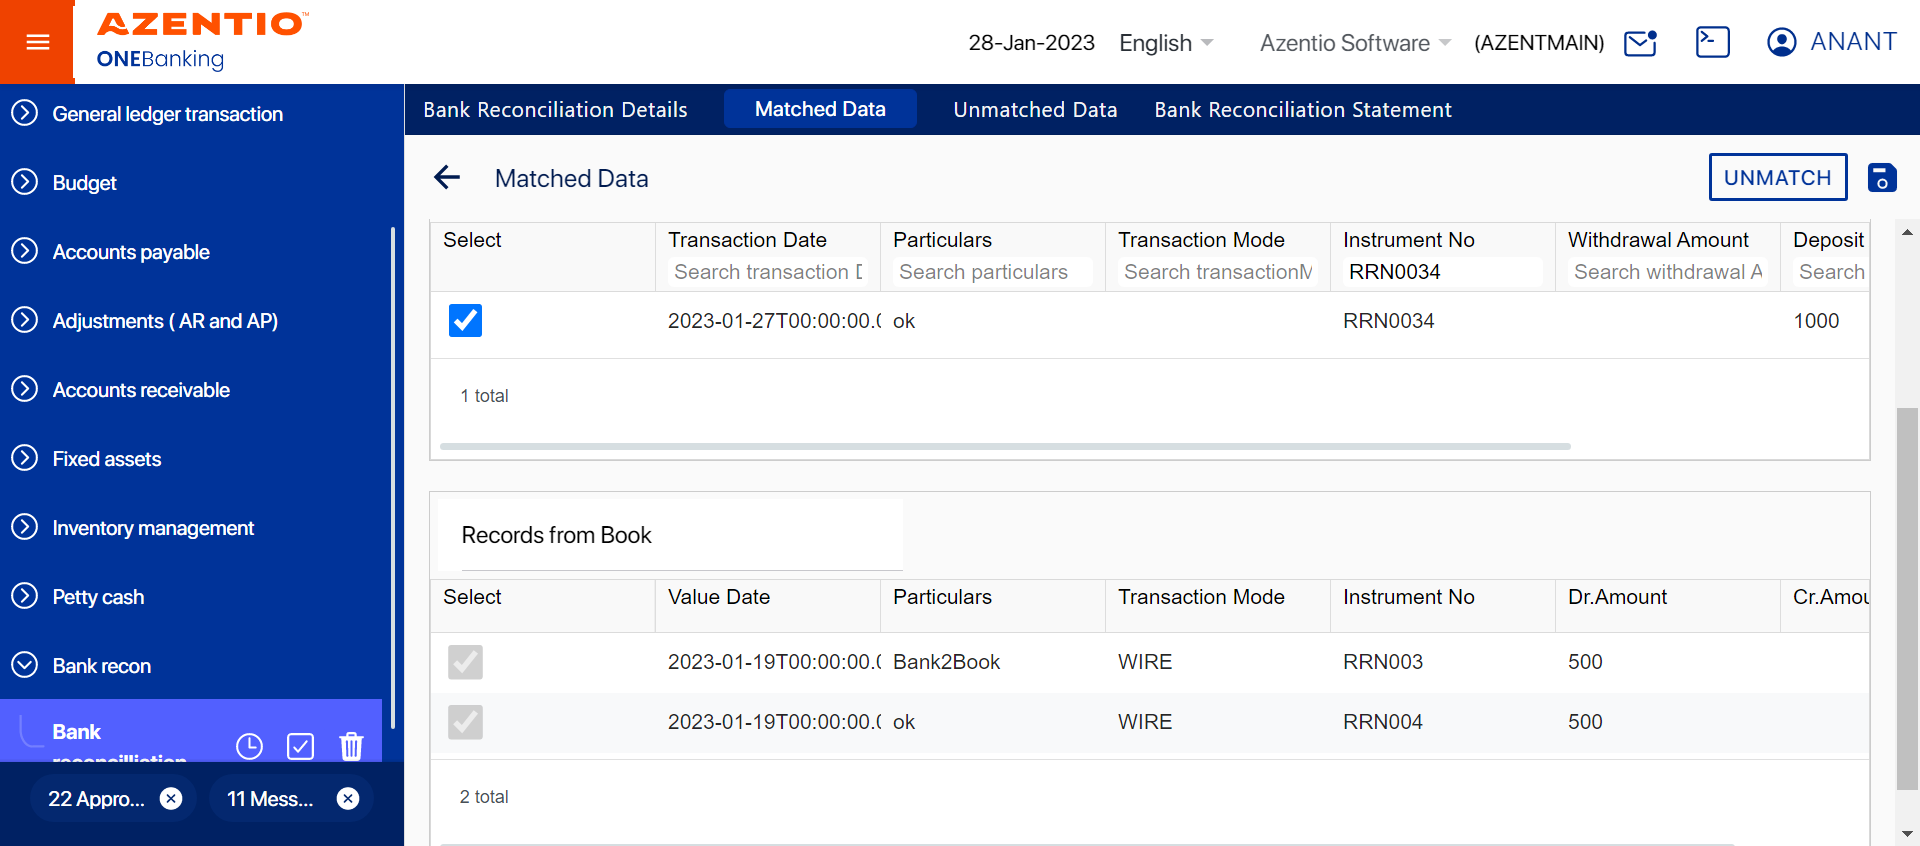 AZENTIO™
ONEBanking
28-Jan-2023
English
Azentio Software
(AZENTMAIN)
ANANT
General ledger transaction
Budget
Accounts payable
Adjustments ( AR and AP)
Accounts receivable
Fixed assets
Inventory management
Petty cash
Bank recon
Bank
reconcilliation
22 Appro...
11 Mess...
Bank Reconciliation Details
Matched Data
Unmatched Data
Bank Reconciliation Statement
Matched Data
UNMATCH
Select Transaction Date Particulars Transaction Mode Instrument No Withdrawal Amount Deposit
Search transaction D Search particulars Search transactionM RRN0034 Search withdrawal A Search
2023-01-27T00:00:00.0 ok RRN0034 1000
1 total
Records from Book
Select Value Date Particulars Transaction Mode Instrument No Dr.Amount Cr.Amou
2023-01-19T00:00:00.0 Bank2Book WIRE RRN003 500
2023-01-19T00:00:00.0 ok WIRE RRN004 500
2 total